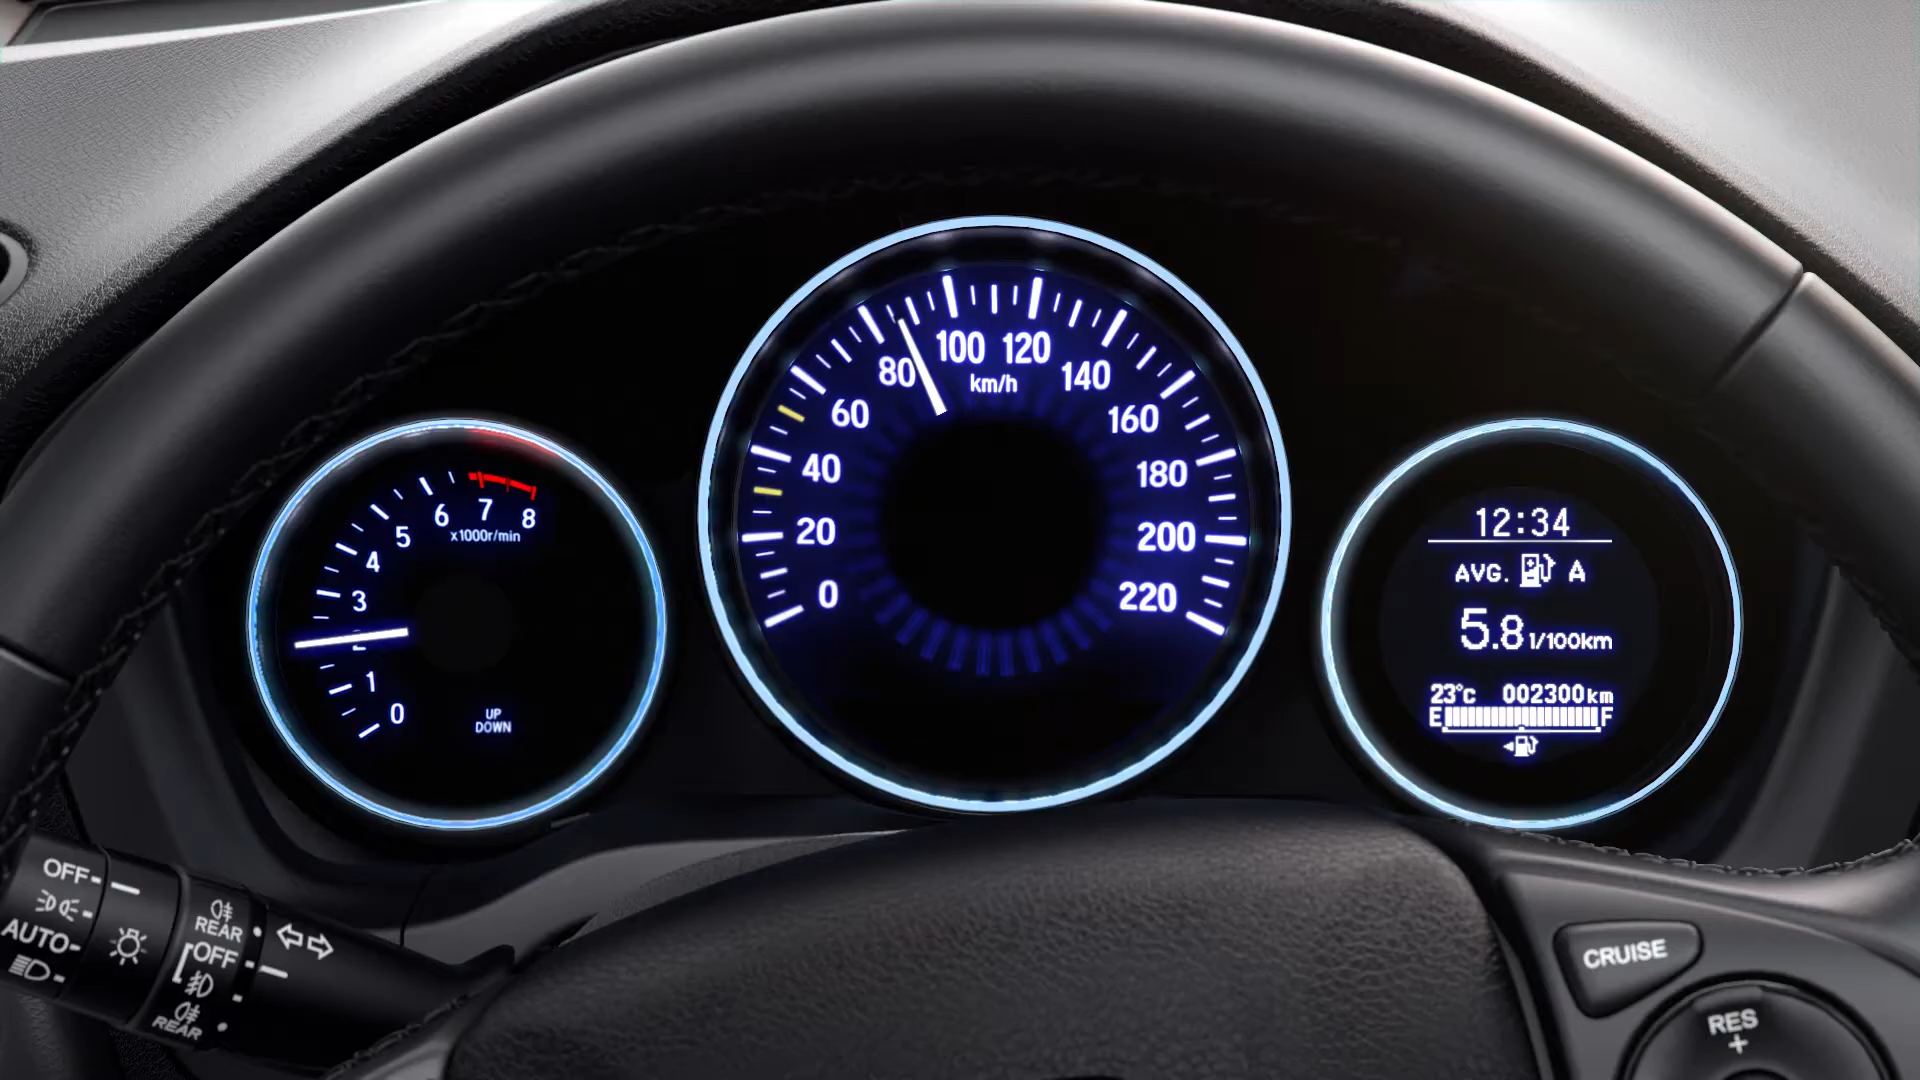 0
1
2
3
4
5
6
7
8
x1000r/min
UP
DOWN
0
20
40
60
80
100
120
140
160
180
200
220
km/h
12:34
AVG. A
5.8 l/100km
23°C 002300km
E F
OFF
AUTO
REAR
OFF
REAR
CRUISE
RES
+